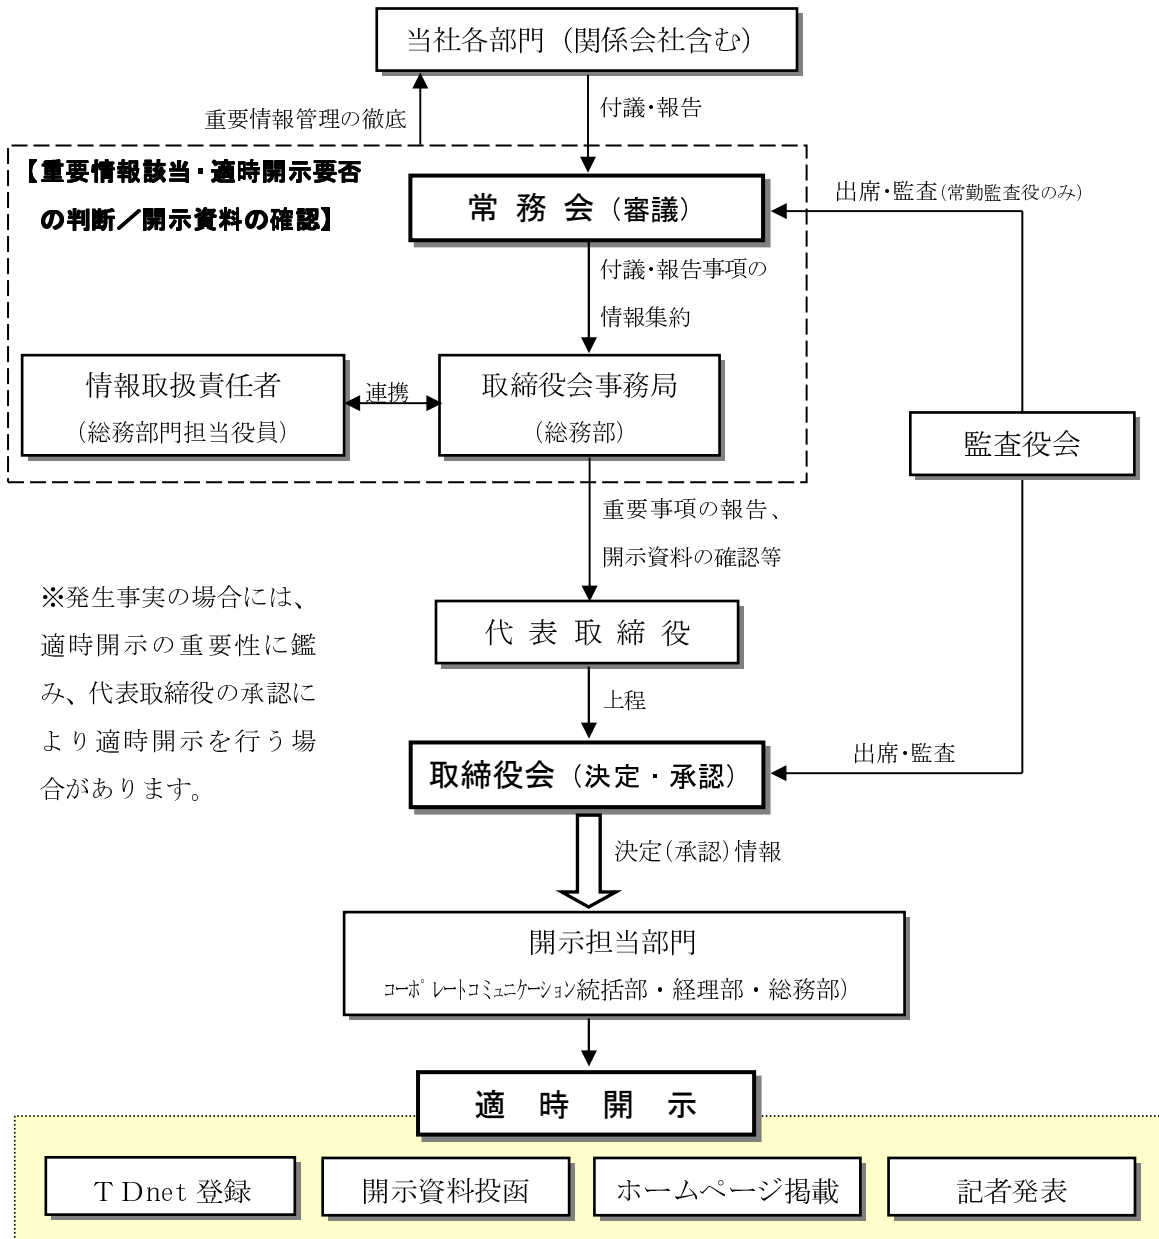 当社各部門（関係会社含む）
重要情報管理の徹底
付議・報告
【重要情報該当・適時開示要否
の判断／開示資料の確認】
常 務 会（審議）
出席・監査（常勤監査役のみ）
付議・報告事項の
情報集約
情報取扱責任者
（総務部門担当役員）
連携
取締役会事務局
（総務部）
監査役会
重要事項の報告、
開示資料の確認等
※発生事実の場合には、
適時開示の重要性に鑑
み、代表取締役の承認に
より適時開示を行う場
合があります。
代 表 取 締 役
上程
取締役会（決定・承認）
出席・監査
決定（承認）情報
開示担当部門
ｺｰﾎﾟﾚｰﾄｺﾐｭﾆｹｰｼｮﾝ統括部・経理部・総務部）
適 時 開 示
ＴDnet 登録
開示資料投函
ホームページ掲載
記者発表